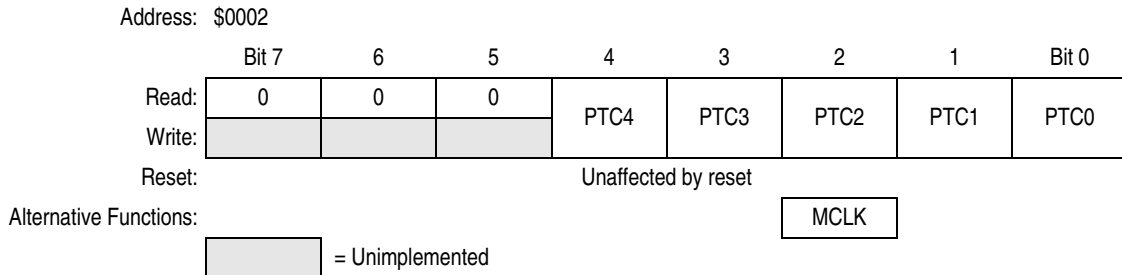 Address: $0002
Bit 7 6 5 4 3 2 1 Bit 0
Read: 0 0 0 PTC4 PTC3 PTC2 PTC1 PTC0
Write:
Reset: Unaffected by reset
Alternative Functions: MCLK
= Unimplemented